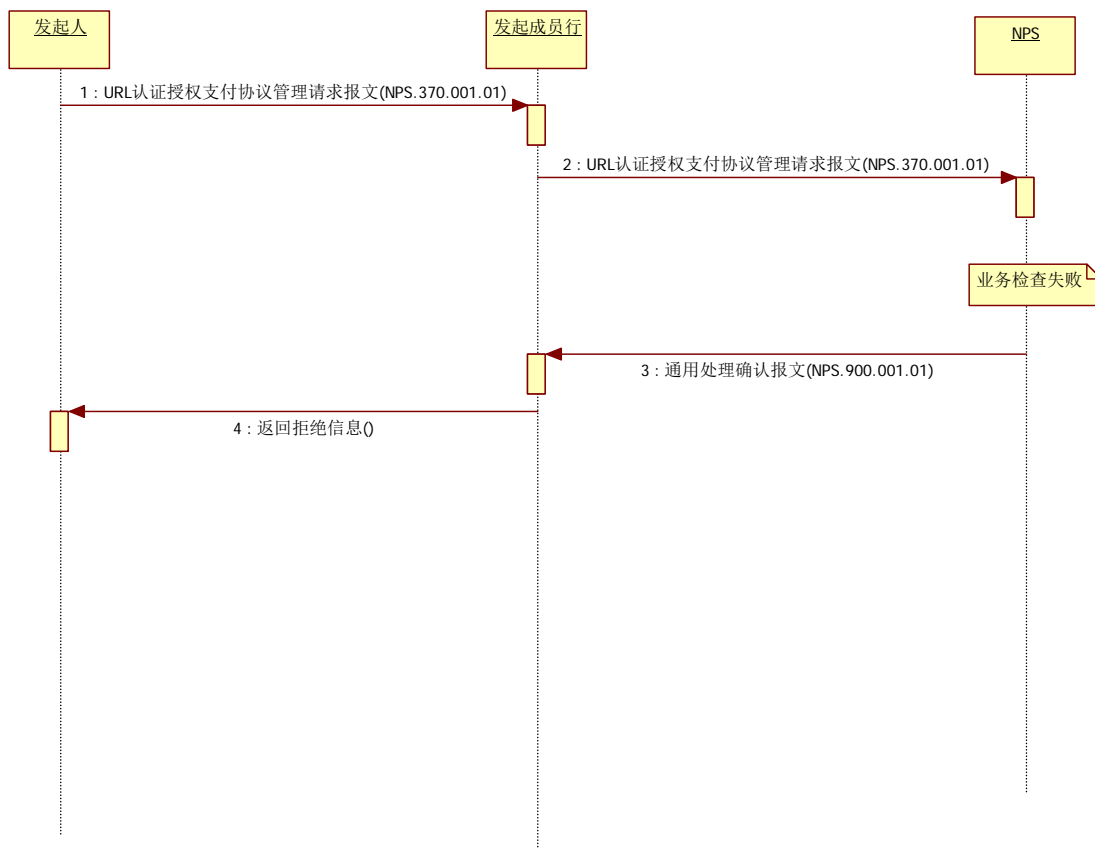 发起人
发起成员行
NPS
1 : URL认证授权支付协议管理请求报文(NPS.370.001.01)
2 : URL认证授权支付协议管理请求报文(NPS.370.001.01)
业务检查失败
3 : 通用处理确认报文(NPS.900.001.01)
4 : 返回拒绝信息()